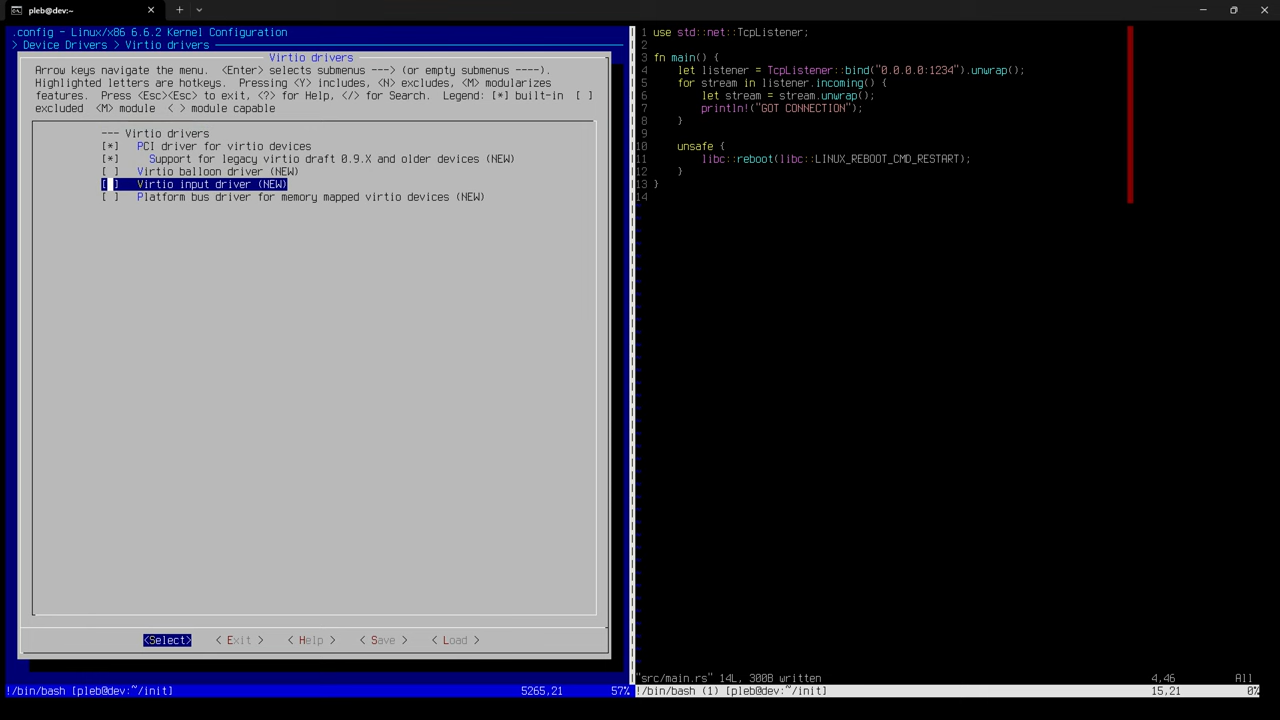 pleb@dev:~
.config - Linux/x86 6.6.2 Kernel Configuration
> Device Drivers > Virtio drivers
Virtio drivers
Arrow keys navigate the menu.  <Enter> selects submenus ---> (or empty submenus ----).
Highlighted letters are hotkeys.  Pressing <Y> includes, <N> excludes, <M> modularizes
features.  Press <Esc><Esc> to exit, <?> for Help, </> for Search.  Legend: [*] built-in  [ ]
excluded  <M> module  < > module capable
--- Virtio drivers
[*]   PCI driver for virtio devices
[*]     Support for legacy virtio draft 0.9.X and older devices (NEW)
[ ]   Virtio balloon driver (NEW)
[ ]   Virtio input driver (NEW)
[ ]   Platform bus driver for memory mapped virtio devices (NEW)
<Select>    < Exit >    < Help >    < Save >    < Load >
!/bin/bash [pleb@dev:~/init]    5265,21    57%
1 use std::net::TcpListener;
2
3 fn main() {
4     let listener = TcpListener::bind("0.0.0.0:1234").unwrap();
5     for stream in listener.incoming() {
6         let stream = stream.unwrap();
7         println!("GOT CONNECTION");
8     }
9
10     unsafe {
11         libc::reboot(libc::LINUX_REBOOT_CMD_RESTART);
12     }
13 }
14
"src/main.rs" 14L, 300B written    4,46    All
!/bin/bash (1) [pleb@dev:~/init]    15,21    0%